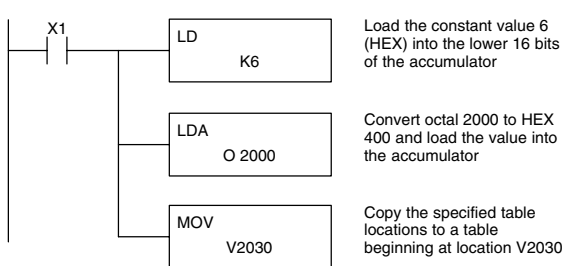 X1
LD
K6
Load the constant value 6
(HEX) into the lower 16 bits
of the accumulator
LDA
O 2000
Convert octal 2000 to HEX
400 and load the value into
the accumulator
MOV
V2030
Copy the specified table
locations to a table
beginning at location V2030